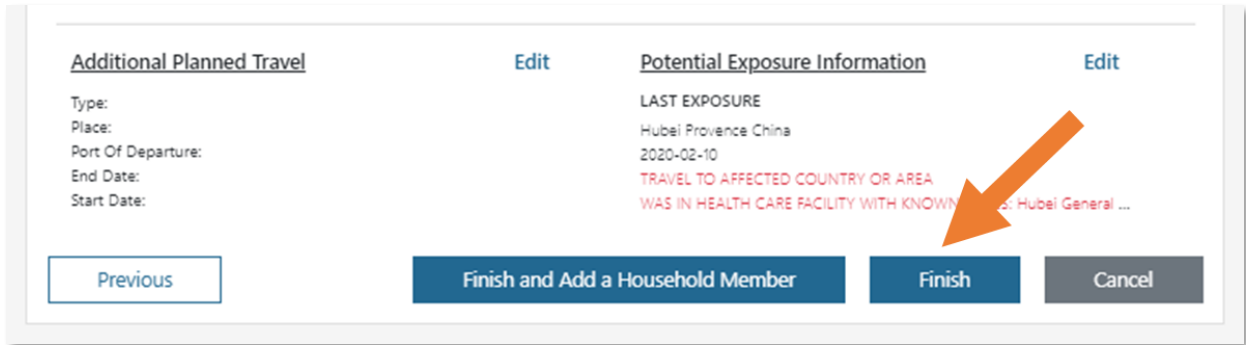 Additional Planned Travel Edit
Type:
Place:
Port Of Departure:
End Date:
Start Date:
Potential Exposure Information Edit
LAST EXPOSURE
Hubei Provence China
2020-02-10
TRAVEL TO AFFECTED COUNTRY OR AREA
WAS IN HEALTH CARE FACILITY WITH KNOWN S: Hubei General ...
Previous
Finish and Add a Household Member
Finish
Cancel